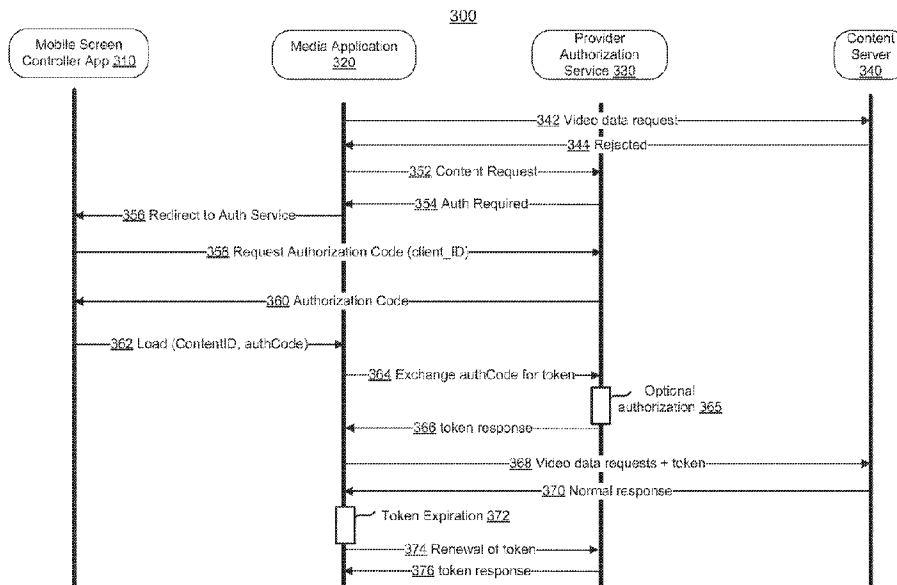 300
Mobile Screen
Controller App 310
Media Application
320
Provider
Authorization
Service 330
Content
Server
340
342 Video data request
344 Rejected
352 Content Request
354 Auth Required
356 Redirect to Auth Service
358 Request Authorization Code (client_ID)
360 Authorization Code
362 Load (ContentID, authCode)
364 Exchange authCode for token
Optional
authorization 365
366 token response
368 Video data requests + token
370 Normal response
Token Expiration 372
374 Renewal of token
376 token response